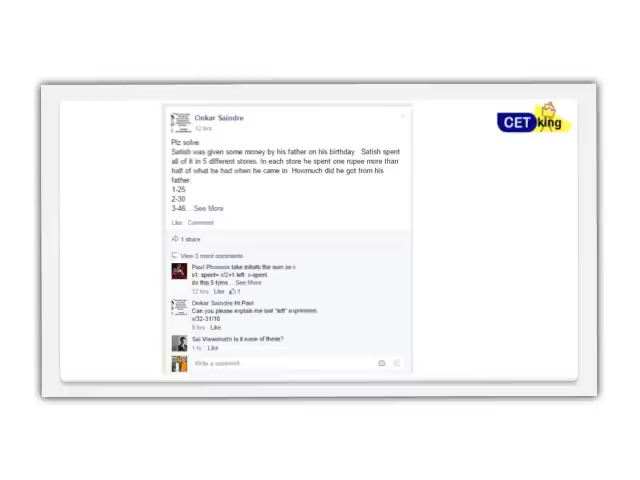 Onkar Saindre
12 hrs
CET king
Plz solve
Satish was given some money by his father on his birthday Satish spent
all of it in 5 different stores. In each store he spent one rupee more than
half of what be had when he came in Howmuch did he got from his
father.
1-25
2-30
3-46... See More
Like Comment
1 share
View 3 more comments
Paul Phoenox take initially the sum as x
s1: spent= x/2+1 left: x-spent
do this 5 tyms... See More
12 hrs Like 1
Onkar Saindre Hi Paul
Can you please explain me last "left" expression.
x/32-31/16
9 hrs Like
Sai Viswanath Is it none of these?
1 hr Like
Write a comment